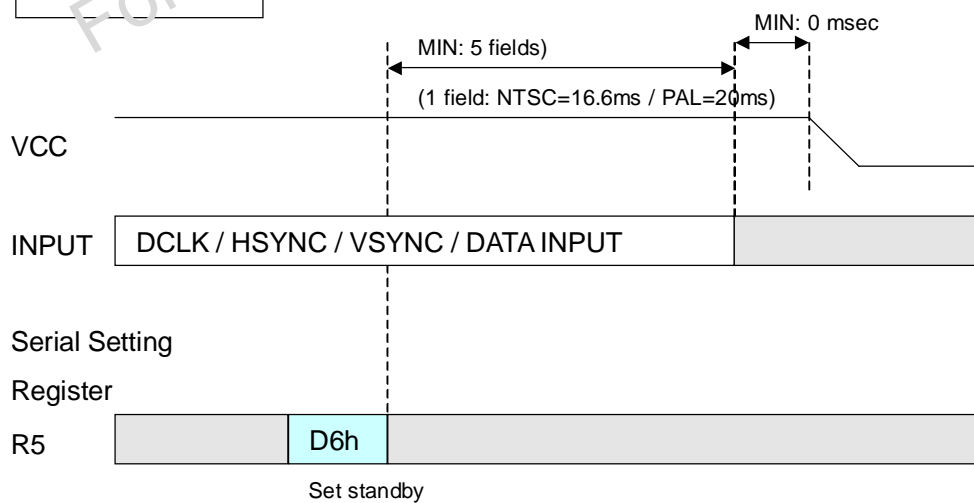 For
MIN: 0 msec
MIN: 5 fields)
(1 field: NTSC=16.6ms / PAL=20ms)
VCC
INPUT
DCLK / HSYNC / VSYNC / DATA INPUT
Serial Setting
Register
R5
D6h
Set standby